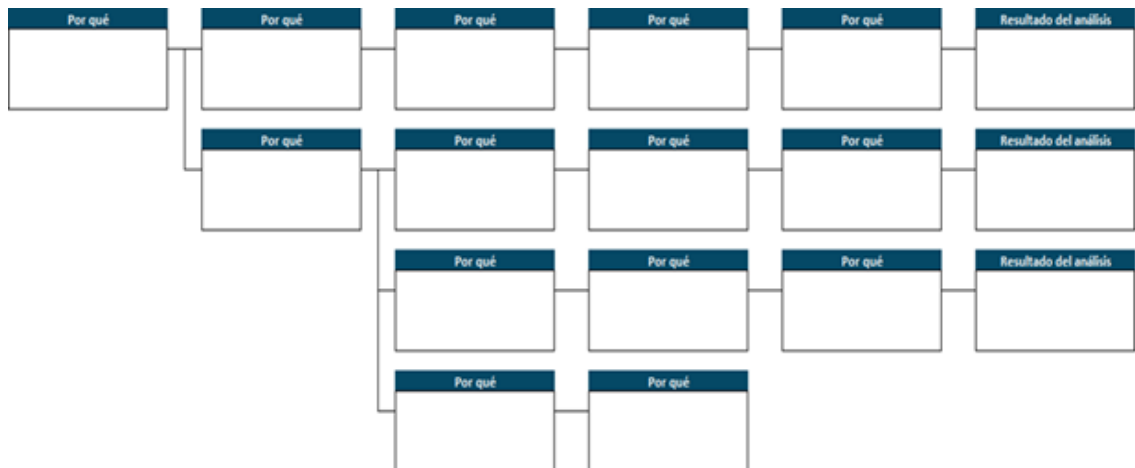 Por qué Por qué Por qué Por qué Por qué Resultado del análisis
Por qué Por qué Por qué Por qué Resultado del análisis
Por qué Por qué Por qué Resultado del análisis
Por qué Por qué